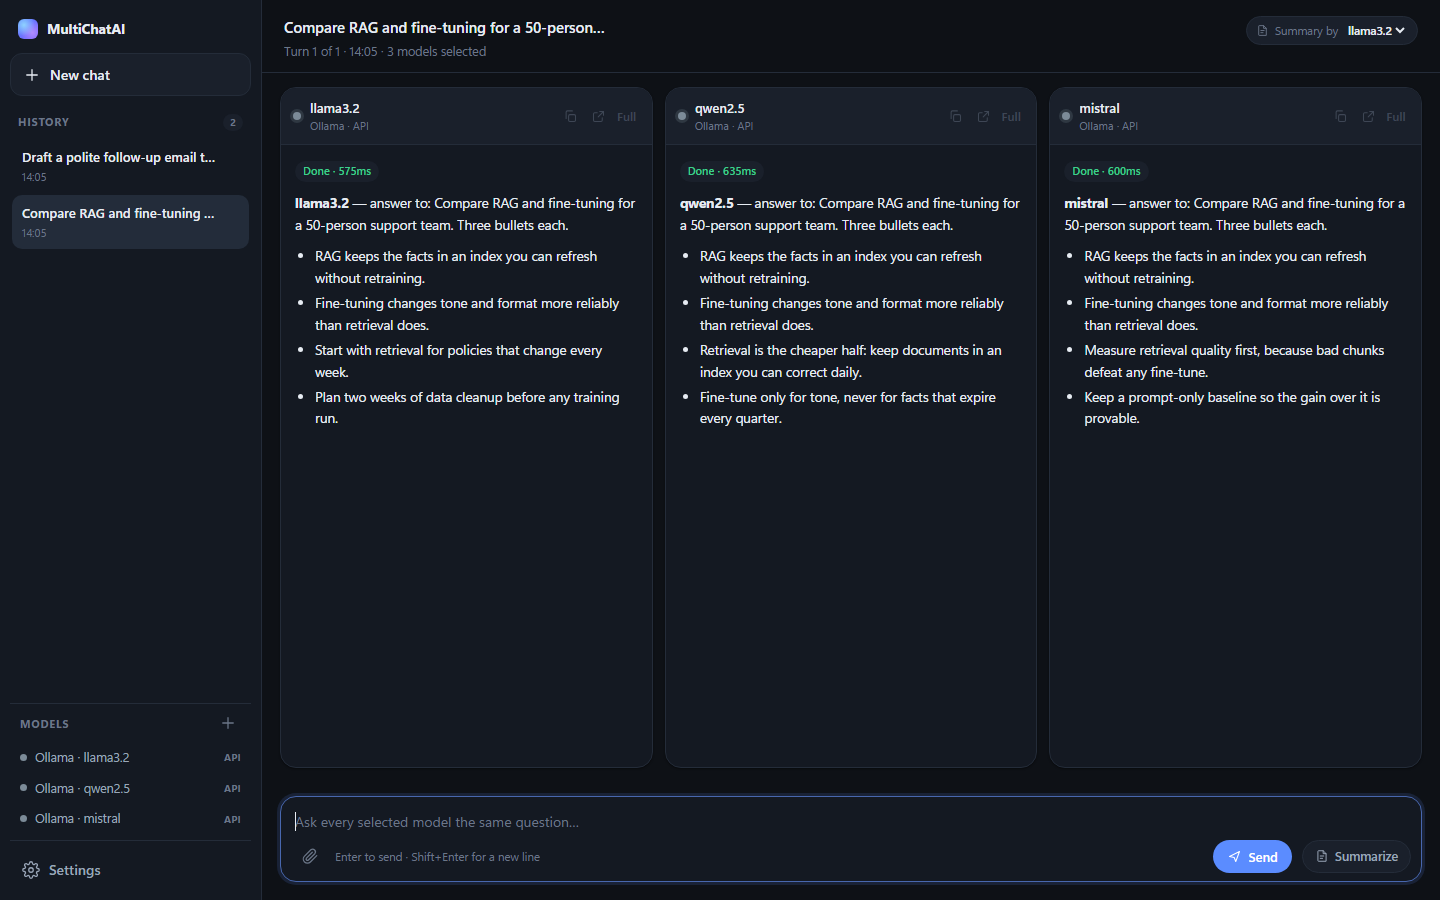 MultiChatAI
New chat
HISTORY 2
Draft a polite follow-up email t...
14:05
Compare RAG and fine-tuning ...
14:05
MODELS
Ollama · llama3.2 API
Ollama · qwen2.5 API
Ollama · mistral API
Settings
Compare RAG and fine-tuning for a 50-person...
Turn 1 of 1 · 14:05 · 3 models selected
Summary by llama3.2
llama3.2
Ollama · API
Full
Done · 575ms
llama3.2 — answer to: Compare RAG and fine-tuning for
a 50-person support team. Three bullets each.
• RAG keeps the facts in an index you can refresh
without retraining.
• Fine-tuning changes tone and format more reliably
than retrieval does.
• Start with retrieval for policies that change every
week.
• Plan two weeks of data cleanup before any training
run.
qwen2.5
Ollama · API
Full
Done · 635ms
qwen2.5 — answer to: Compare RAG and fine-tuning for
a 50-person support team. Three bullets each.
• RAG keeps the facts in an index you can refresh
without retraining.
• Fine-tuning changes tone and format more reliably
than retrieval does.
• Retrieval is the cheaper half: keep documents in an
index you can correct daily.
• Fine-tune only for tone, never for facts that expire
every quarter.
mistral
Ollama · API
Full
Done · 600ms
mistral — answer to: Compare RAG and fine-tuning for a
50-person support team. Three bullets each.
• RAG keeps the facts in an index you can refresh
without retraining.
• Fine-tuning changes tone and format more reliably
than retrieval does.
• Measure retrieval quality first, because bad chunks
defeat any fine-tune.
• Keep a prompt-only baseline so the gain over it is
provable.
Ask every selected model the same question...
Enter to send · Shift+Enter for a new line
Send
Summarize